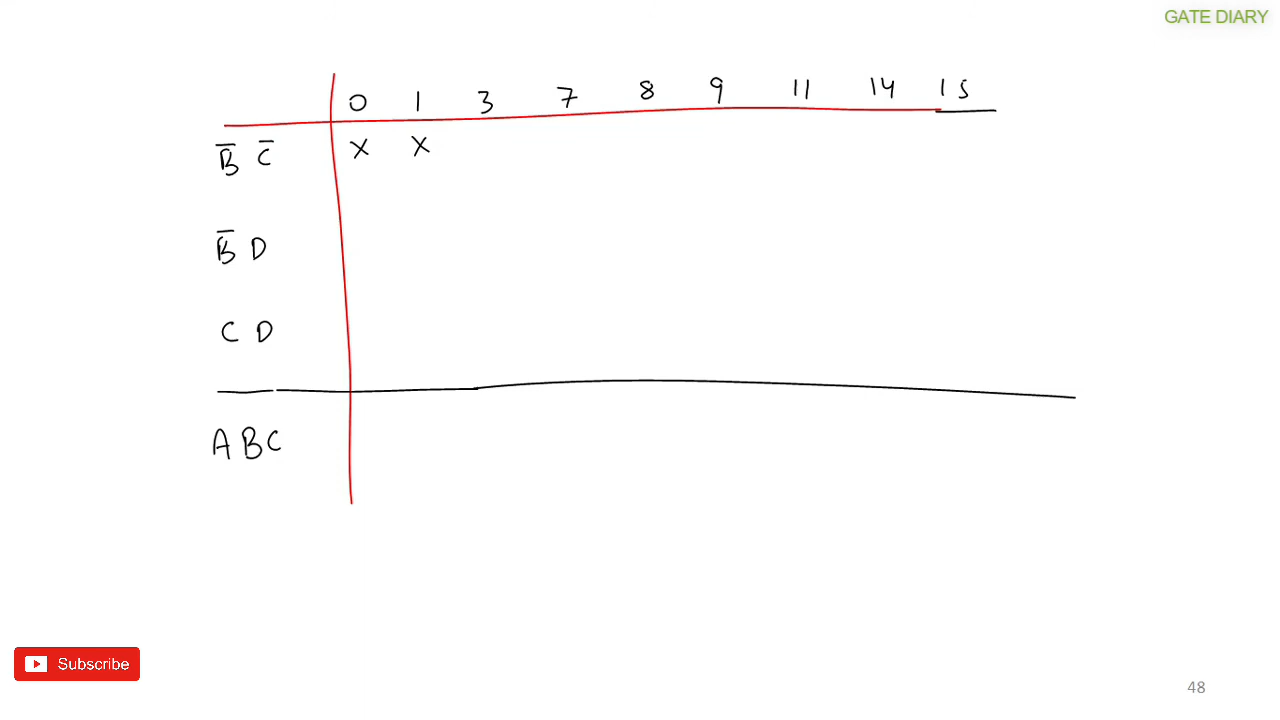 GATE DIARY
0 1 3 7 8 9 11 14 15
B̅ C̅ X X
B̅ D
C D
A B C
Subscribe
48